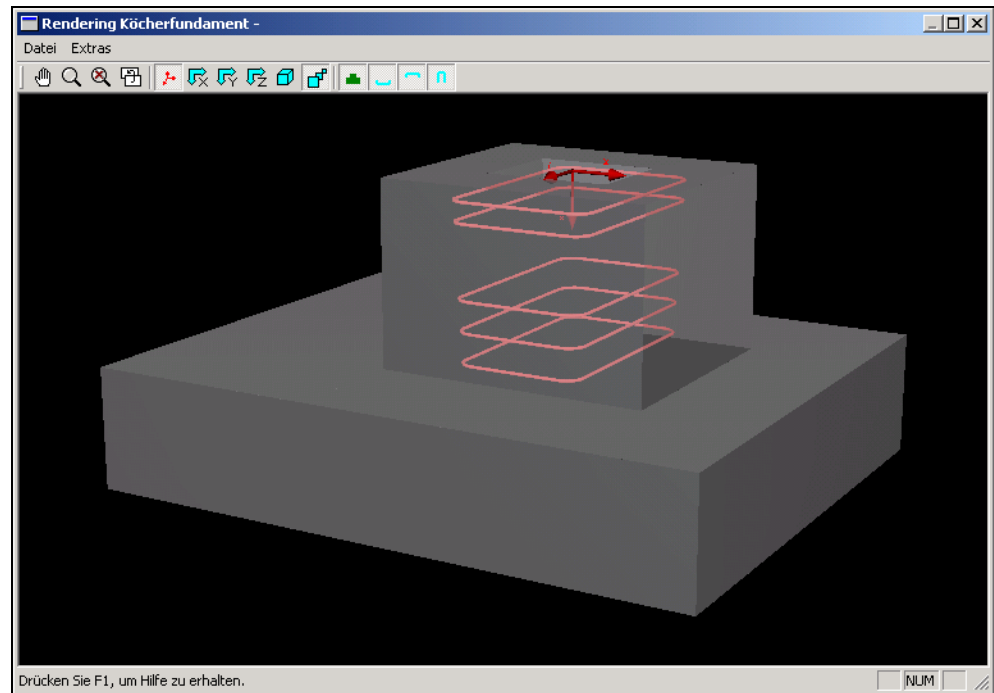 Rendering Köcherfundament -
Datei Extras
X Y Z
Drücken Sie F1, um Hilfe zu erhalten.
NUM